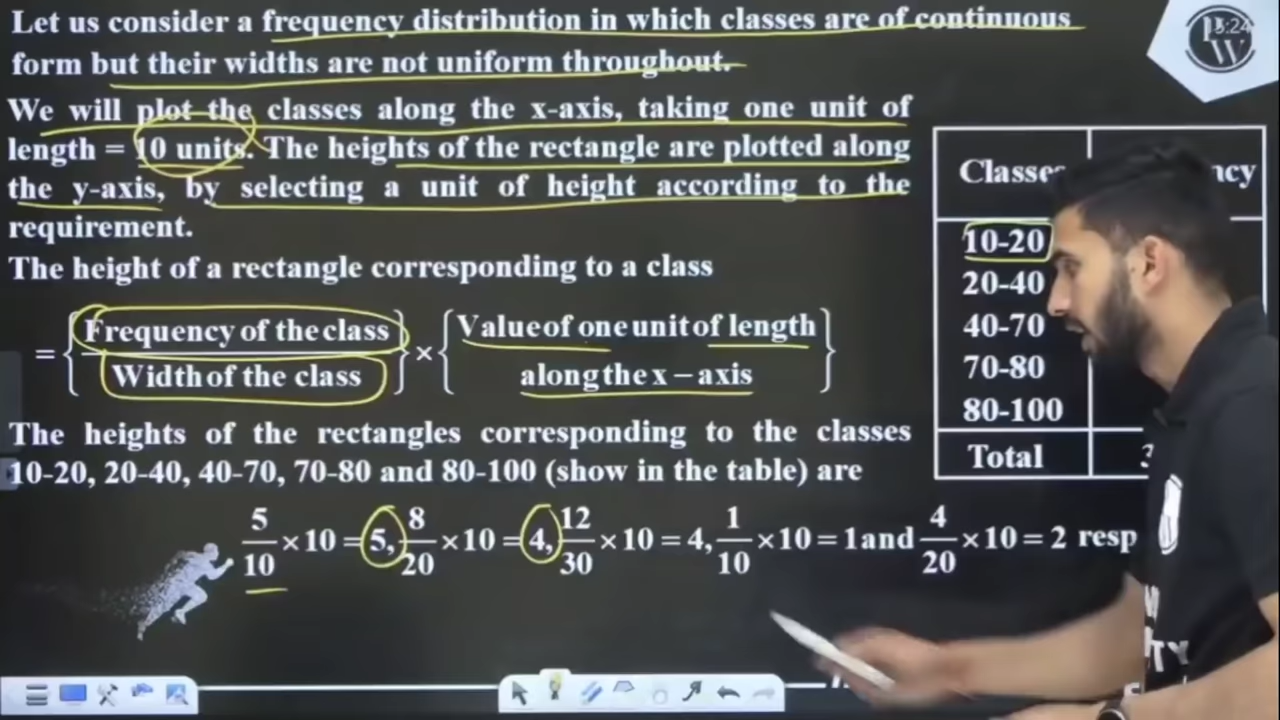 Let us consider a frequency distribution in which classes are of continuous
form but their widths are not uniform throughout.
We will plot the classes along the x-axis, taking one unit of
length = 10 units. The heights of the rectangle are plotted along
the y-axis, by selecting a unit of height according to the
requirement.
The height of a rectangle corresponding to a class
= {Frequency of the class / Width of the class} × {Value of one unit of length / along the x – axis}
The heights of the rectangles corresponding to the classes
10-20, 20-40, 40-70, 70-80 and 80-100 (show in the table) are
5/10 × 10 = 5, 8/20 × 10 = 4, 12/30 × 10 = 4, 1/10 × 10 = 1 and 4/20 × 10 = 2 resp
Classes
10-20
20-40
40-70
70-80
80-100
Total